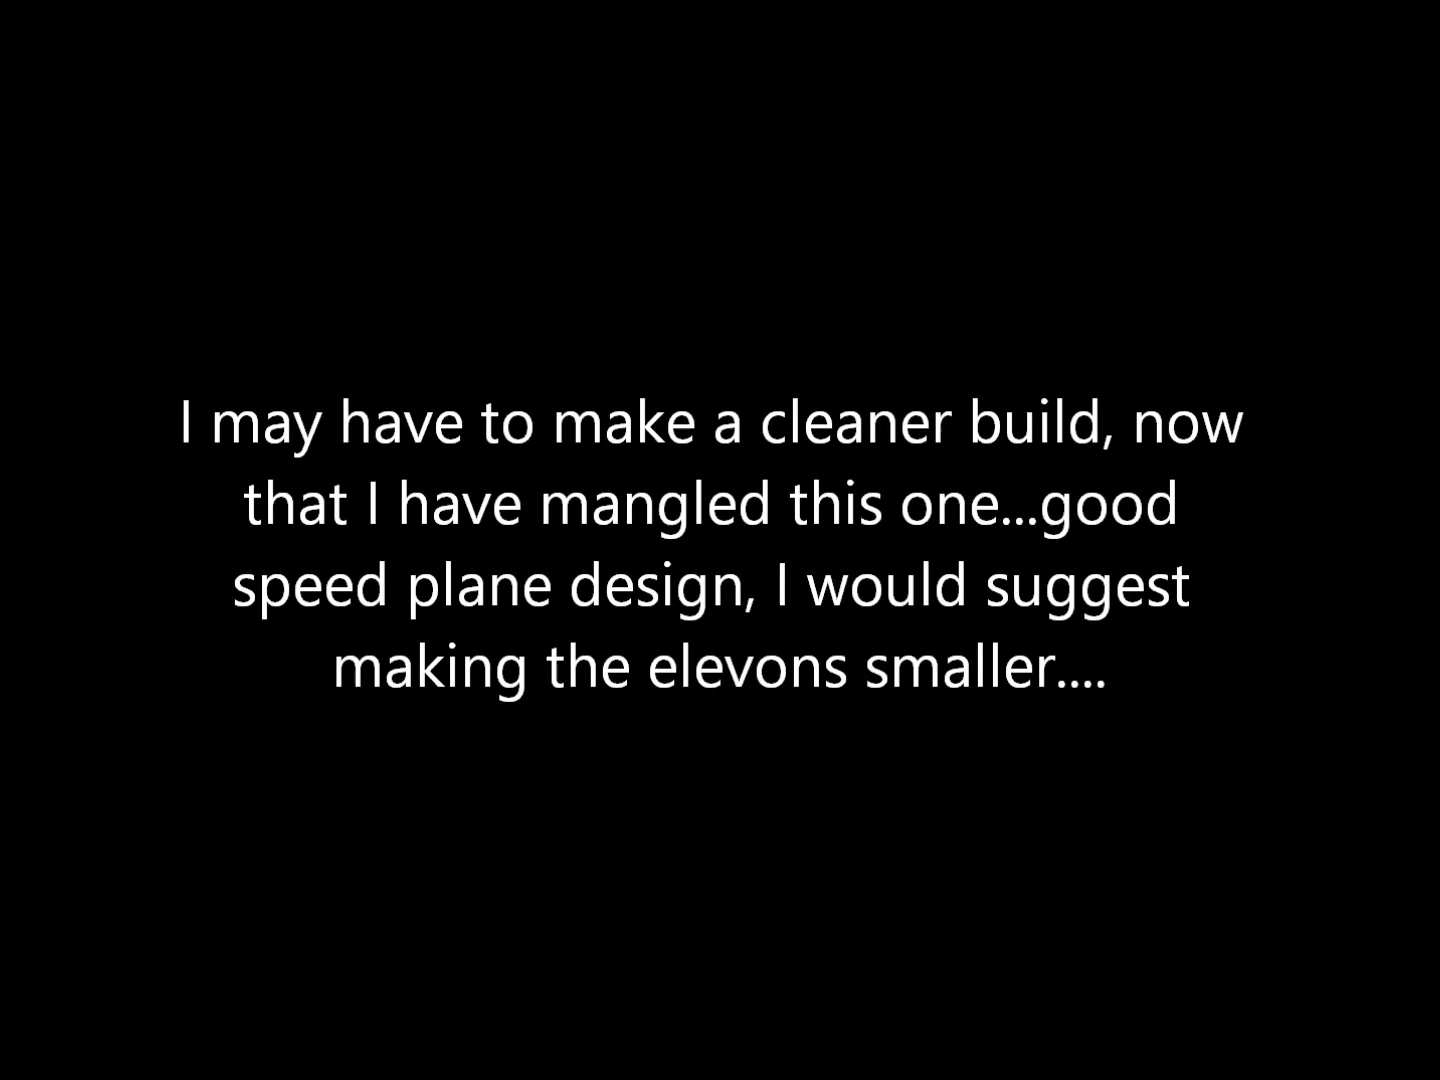 I may have to make a cleaner build, now
that I have mangled this one...good
speed plane design, I would suggest
making the elevons smaller....